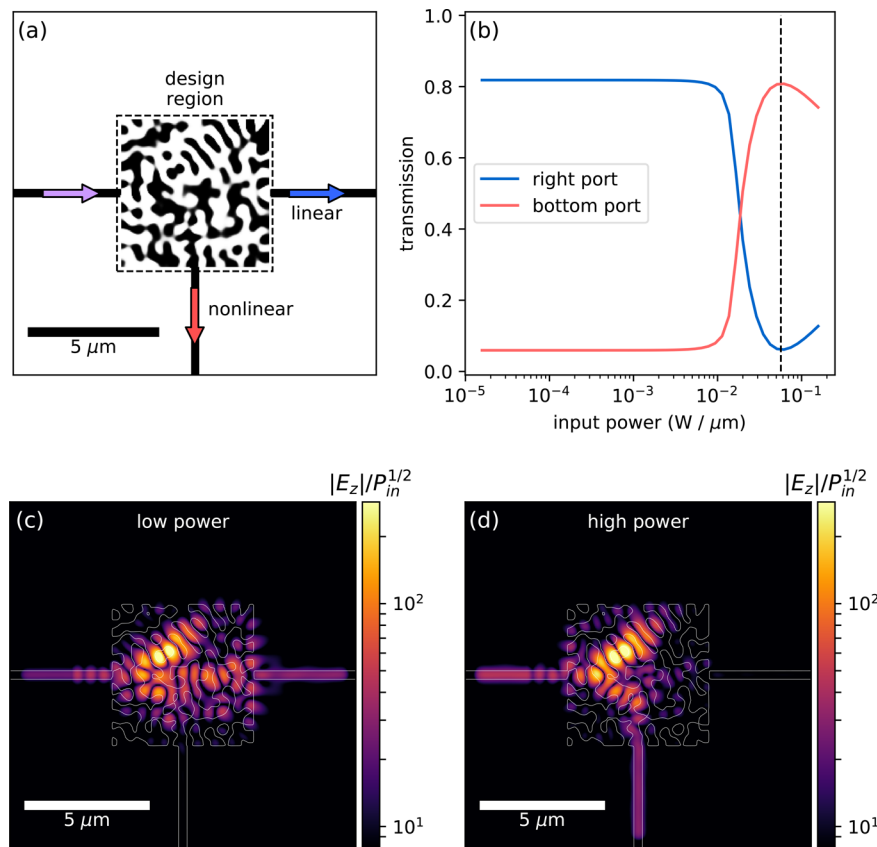 (a)
design
region
linear
nonlinear
5 μm
(b)
transmission
1.0
0.8
0.6
0.4
0.2
0.0
right port
bottom port
10⁻⁵
10⁻⁴
10⁻³
10⁻²
10⁻¹
input power (W / μm)
|E_z|/P_in^{1/2}
(c)
low power
10²
10¹
5 μm
|E_z|/P_in^{1/2}
(d)
high power
10²
10¹
5 μm